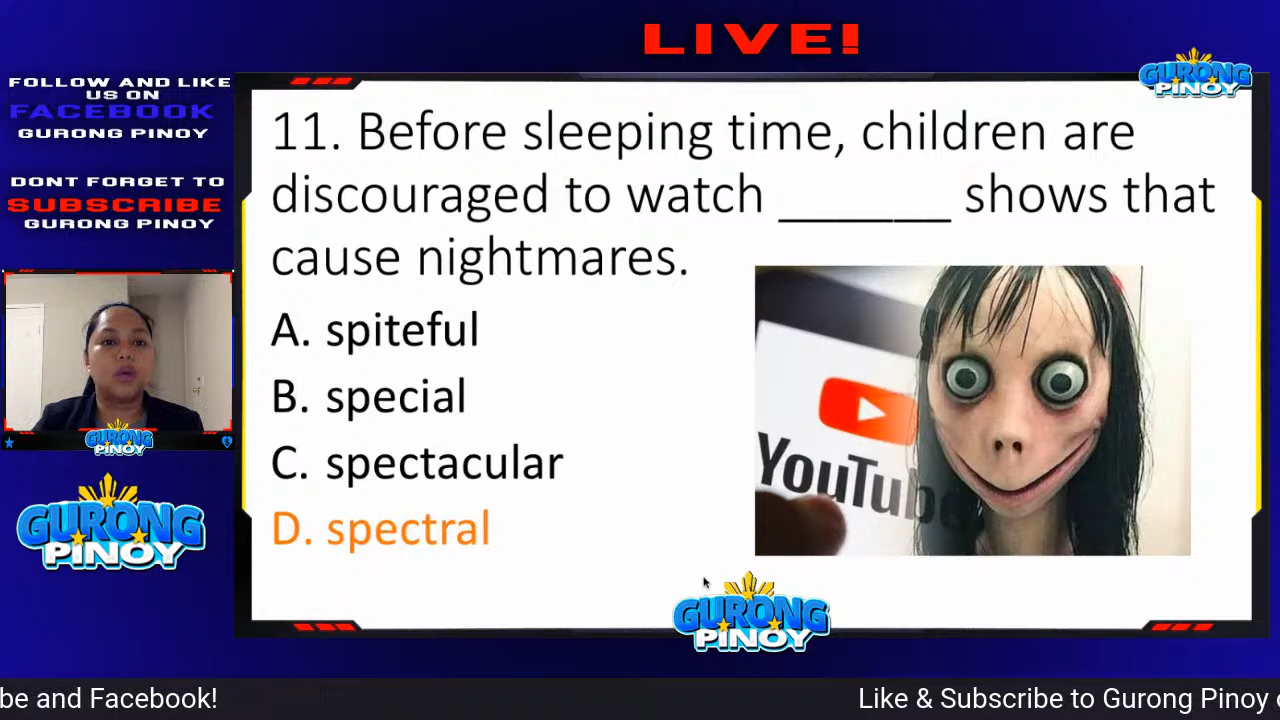 LIVE!
FOLLOW AND LIKE
US ON
FACEBOOK
GURONG PINOY
DONT FORGET TO
SUBSCRIBE
GURONG PINOY
GURONG
PINOY
GURONG
PINOY
GURONG
PINOY
11. Before sleeping time, children are
discouraged to watch ______ shows that
cause nightmares.
A. spiteful
B. special
C. spectacular
D. spectral
YouTube
GURONG
PINOY
be and Facebook!
Like & Subscribe to Gurong Pinoy